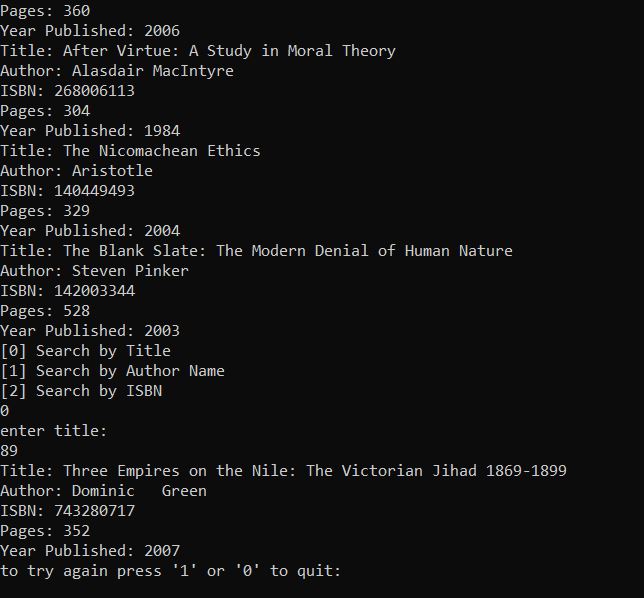 Pages: 360
Year Published: 2006
Title: After Virtue: A Study in Moral Theory
Author: Alasdair MacIntyre
ISBN: 268006113
Pages: 304
Year Published: 1984
Title: The Nicomachean Ethics
Author: Aristotle
ISBN: 140449493
Pages: 329
Year Published: 2004
Title: The Blank Slate: The Modern Denial of Human Nature
Author: Steven Pinker
ISBN: 142003344
Pages: 528
Year Published: 2003
[0] Search by Title
[1] Search by Author Name
[2] Search by ISBN
0
enter title:
89
Title: Three Empires on the Nile: The Victorian Jihad 1869-1899
Author: Dominic   Green
ISBN: 743280717
Pages: 352
Year Published: 2007
to try again press '1' or '0' to quit: